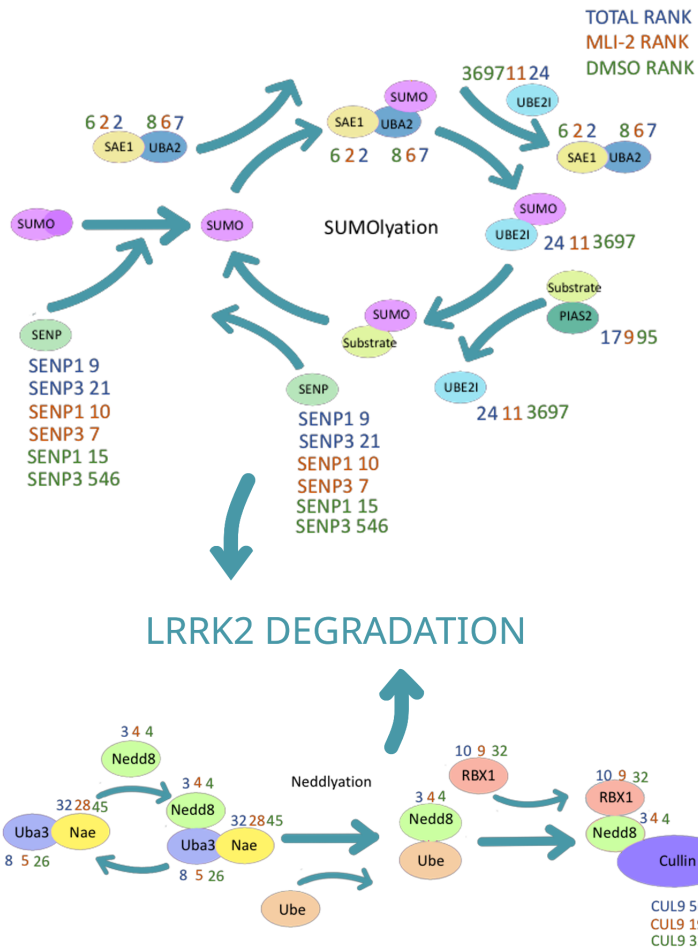 TOTAL RANK
MLI-2 RANK
DMSO RANK
3697 11 24
SUMO
UBE2I
6 2 2 8 6 7
SAE1 UBA2
SAE1 UBA2
6 2 2 8 6 7
SAE1 UBA2
6 2 2 8 6 7
SUMO
SUMO
SUMOlyation
SUMO
UBE2I
24 11 3697
SENP
SENP1 9
SENP3 21
SENP1 10
SENP3 7
SENP1 15
SENP3 546
SUMO
Substrate
Substrate
PIAS2
17 9 95
SENP
SENP1 9
SENP3 21
SENP1 10
SENP3 7
SENP1 15
SENP3 546
UBE2I
24 11 3697
LRRK2 DEGRADATION
3 4 4
Nedd8
3 4 4
Nedd8
32 28 45
Uba3 Nae
8 5 26
32 28 45
Uba3 Nae
8 5 26
Neddlyation
Ube
3 4 4
Nedd8
Ube
10 9 32
RBX1
10 9 32
RBX1
3 4 4
Nedd8
Cullin
CUL9 5
CUL9 1
CUL9 3